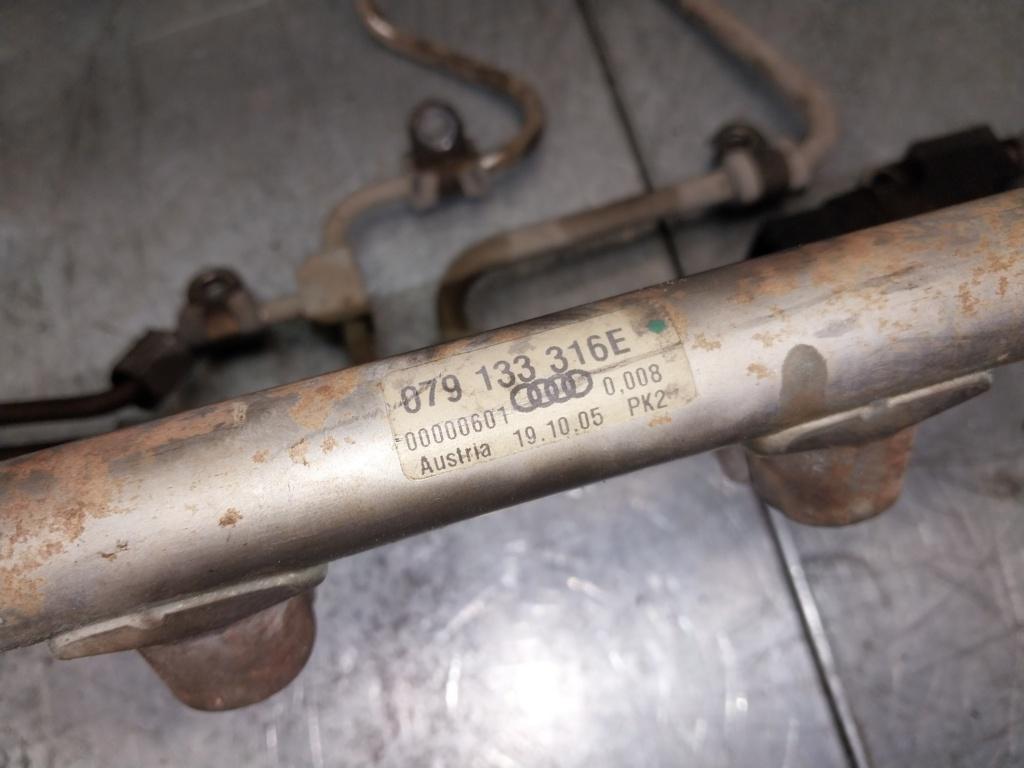 079 133 316E
00000601 0,008
Austria 19.10.05 PK2